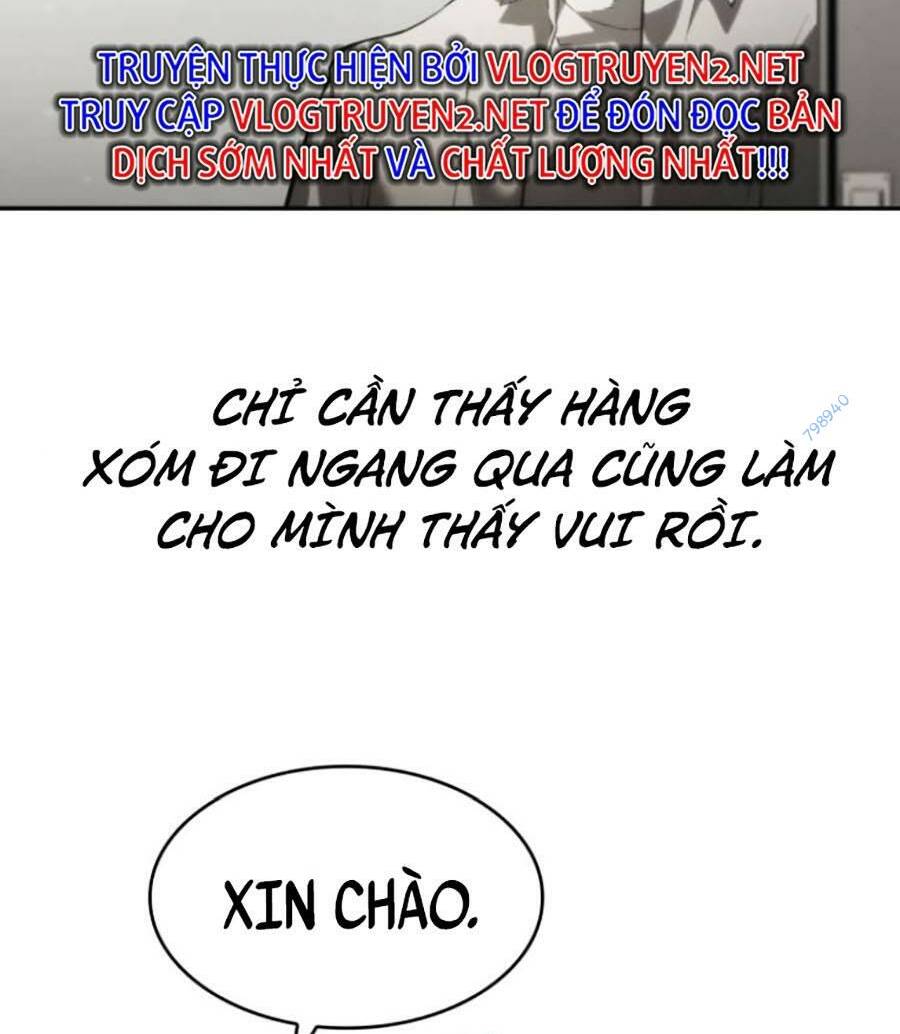 TRUYỆN THỰC HIỆN BỞI VLOGTRUYEN2.NET
TRUY CẬP VLOGTRUYEN2.NET ĐỂ ĐÓN ĐỌC BẢN
DỊCH SỚM NHẤT VÀ CHẤT LƯỢNG NHẤT!!!
CHỈ CẦN THẤY HÀNG
XÓM ĐI NGANG QUA CŨNG LÀM
CHO MÌNH THẤY VUI RỒI.
798940
XIN CHÀO.